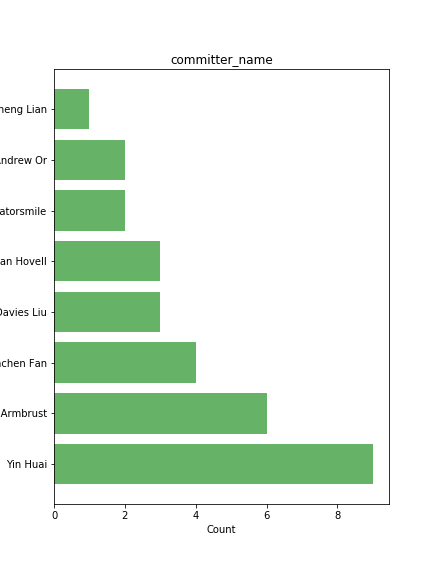 committer_name
heng Lian
Andrew Or
atorsmile
an Hovell
Davies Liu
nchen Fan
Armbrust
Yin Huai
0 2 4 6 8
Count